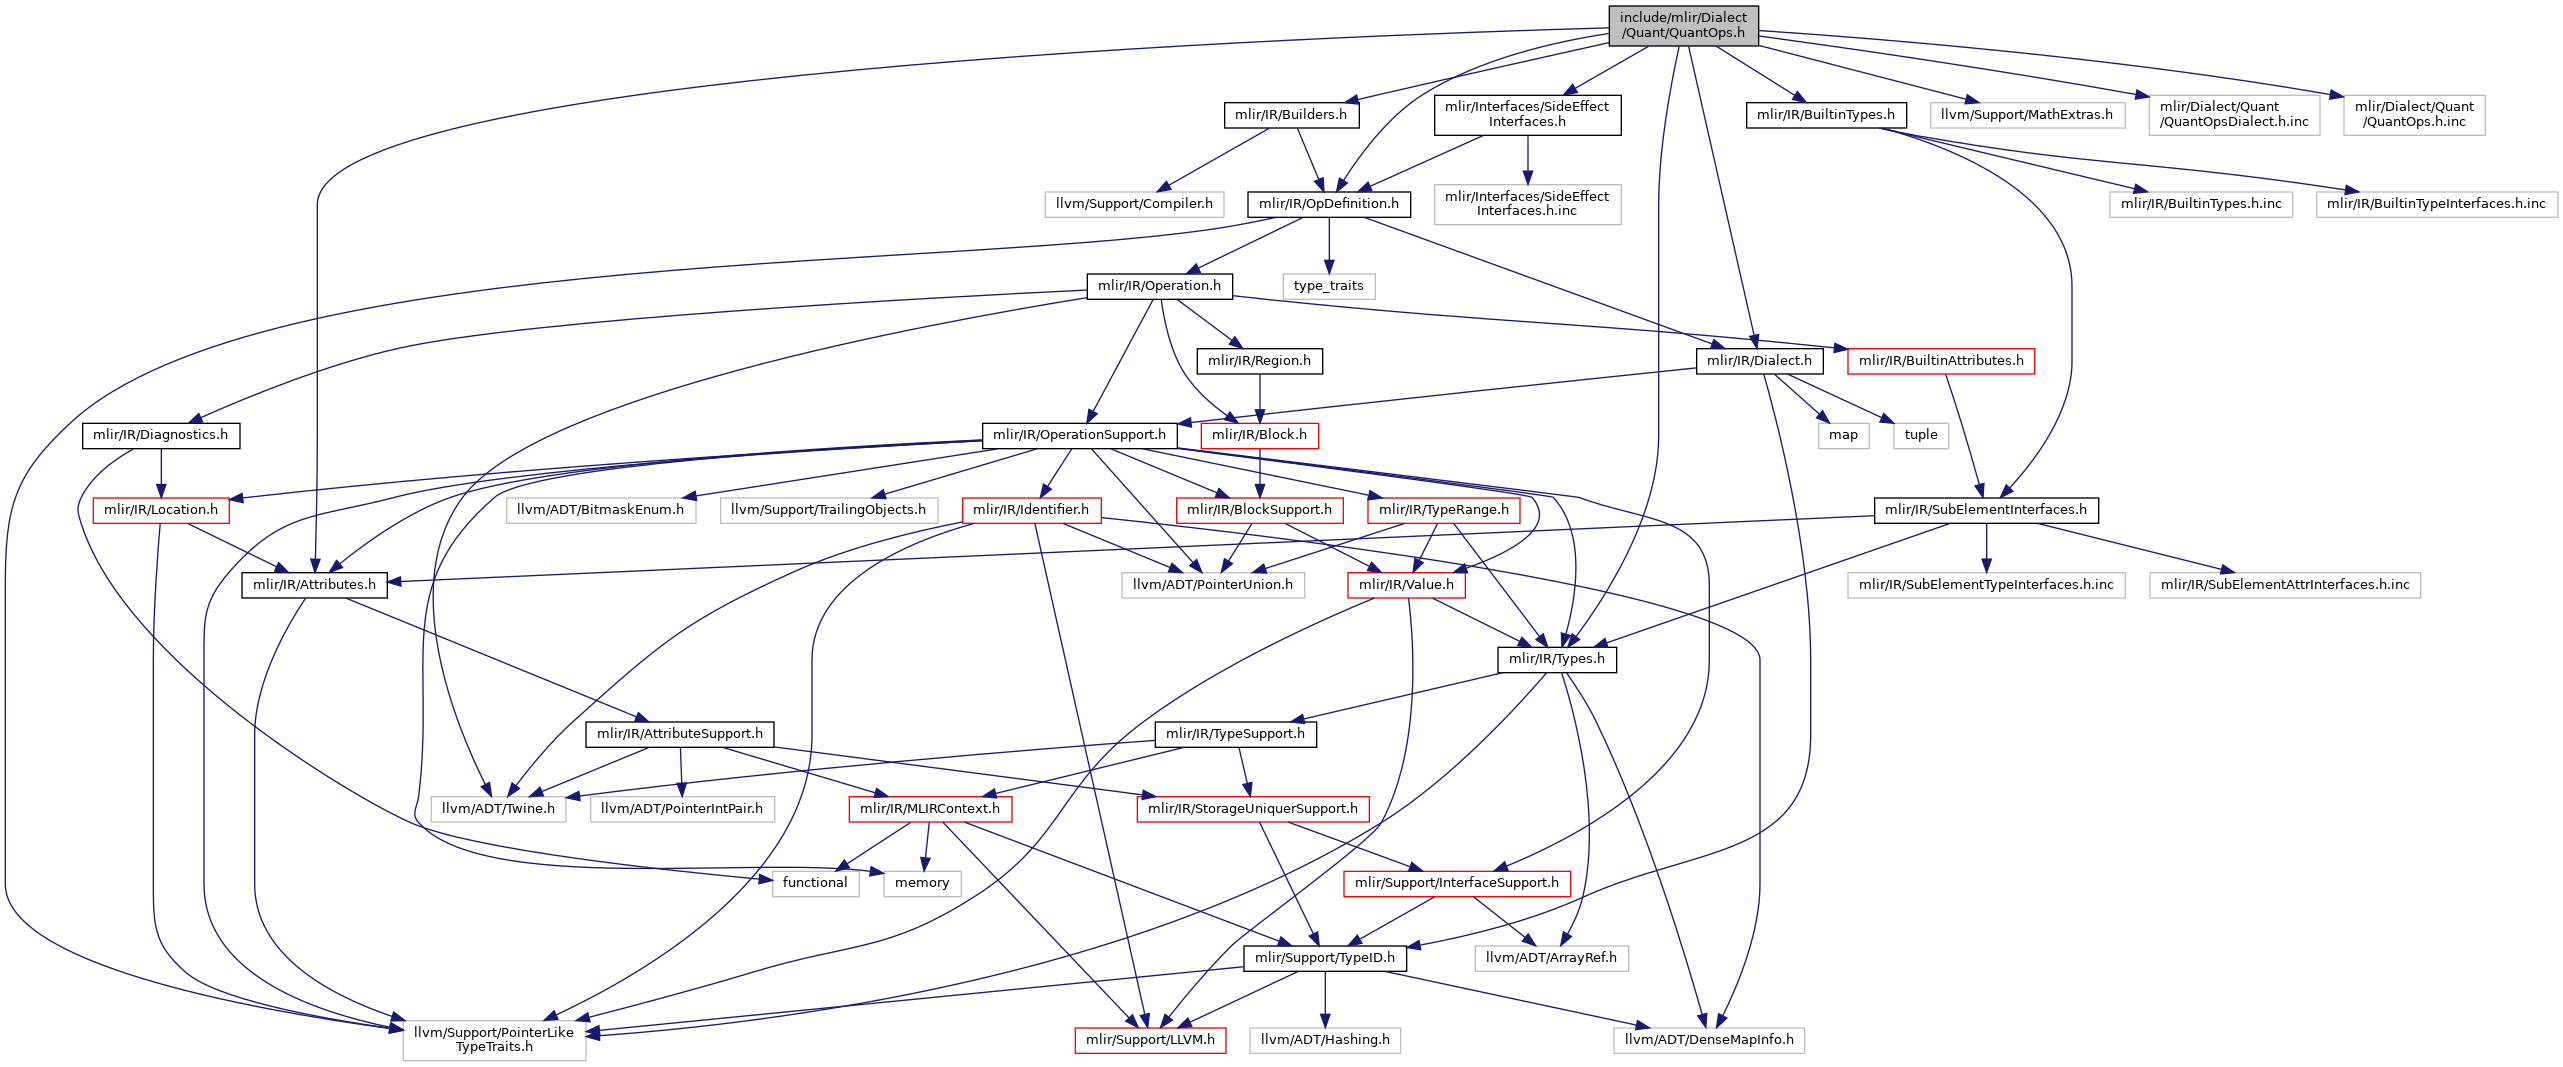 include/mlir/Dialect
/Quant/QuantOps.h
mlir/IR/Builders.h
mlir/Interfaces/SideEffect
Interfaces.h
mlir/IR/BuiltinTypes.h
llvm/Support/MathExtras.h
mlir/Dialect/Quant
/QuantOpsDialect.h.inc
mlir/Dialect/Quant
/QuantOps.h.inc
llvm/Support/Compiler.h
mlir/IR/OpDefinition.h
mlir/Interfaces/SideEffect
Interfaces.h.inc
mlir/IR/BuiltinTypes.h.inc
mlir/IR/BuiltinTypeInterfaces.h.inc
mlir/IR/Operation.h
type_traits
mlir/IR/Region.h
mlir/IR/Dialect.h
mlir/IR/BuiltinAttributes.h
mlir/IR/Diagnostics.h
mlir/IR/OperationSupport.h
mlir/IR/Block.h
map
tuple
mlir/IR/Location.h
llvm/ADT/BitmaskEnum.h
llvm/Support/TrailingObjects.h
mlir/IR/Identifier.h
mlir/IR/BlockSupport.h
mlir/IR/TypeRange.h
mlir/IR/SubElementInterfaces.h
mlir/IR/Attributes.h
llvm/ADT/PointerUnion.h
mlir/IR/Value.h
mlir/IR/SubElementTypeInterfaces.h.inc
mlir/IR/SubElementAttrInterfaces.h.inc
mlir/IR/Types.h
mlir/IR/AttributeSupport.h
mlir/IR/TypeSupport.h
llvm/ADT/Twine.h
llvm/ADT/PointerIntPair.h
mlir/IR/MLIRContext.h
mlir/IR/StorageUniquerSupport.h
functional
memory
mlir/Support/InterfaceSupport.h
mlir/Support/TypeID.h
llvm/ADT/ArrayRef.h
llvm/Support/PointerLike
TypeTraits.h
mlir/Support/LLVM.h
llvm/ADT/Hashing.h
llvm/ADT/DenseMapInfo.h